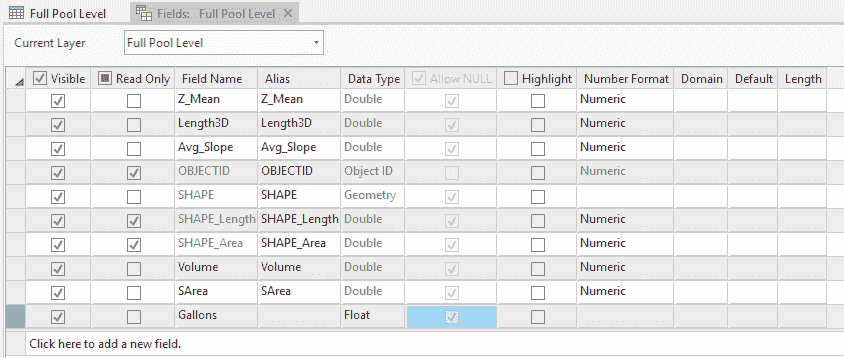 Full Pool Level Fields: Full Pool Level
Current Layer Full Pool Level
Visible Read Only Field Name Alias Data Type Allow NULL Highlight Number Format Domain Default Length
Z_Mean Z_Mean Double Numeric
Length3D Length3D Double Numeric
Avg_Slope Avg_Slope Double Numeric
OBJECTID OBJECTID Object ID Numeric
SHAPE SHAPE Geometry
SHAPE_Length SHAPE_Length Double Numeric
SHAPE_Area SHAPE_Area Double Numeric
Volume Volume Double Numeric
SArea SArea Double Numeric
Gallons Float
Click here to add a new field.